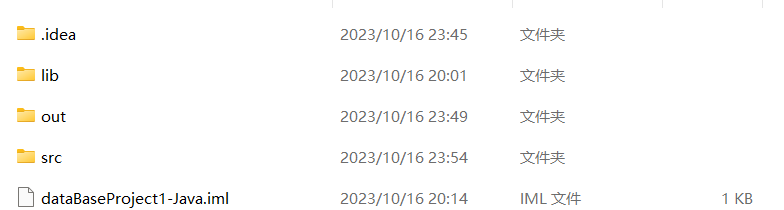 .idea 2023/10/16 23:45 文件夹
lib 2023/10/16 20:01 文件夹
out 2023/10/16 23:49 文件夹
src 2023/10/16 23:54 文件夹
dataBaseProject1-Java.iml 2023/10/16 20:14 IML 文件 1 KB